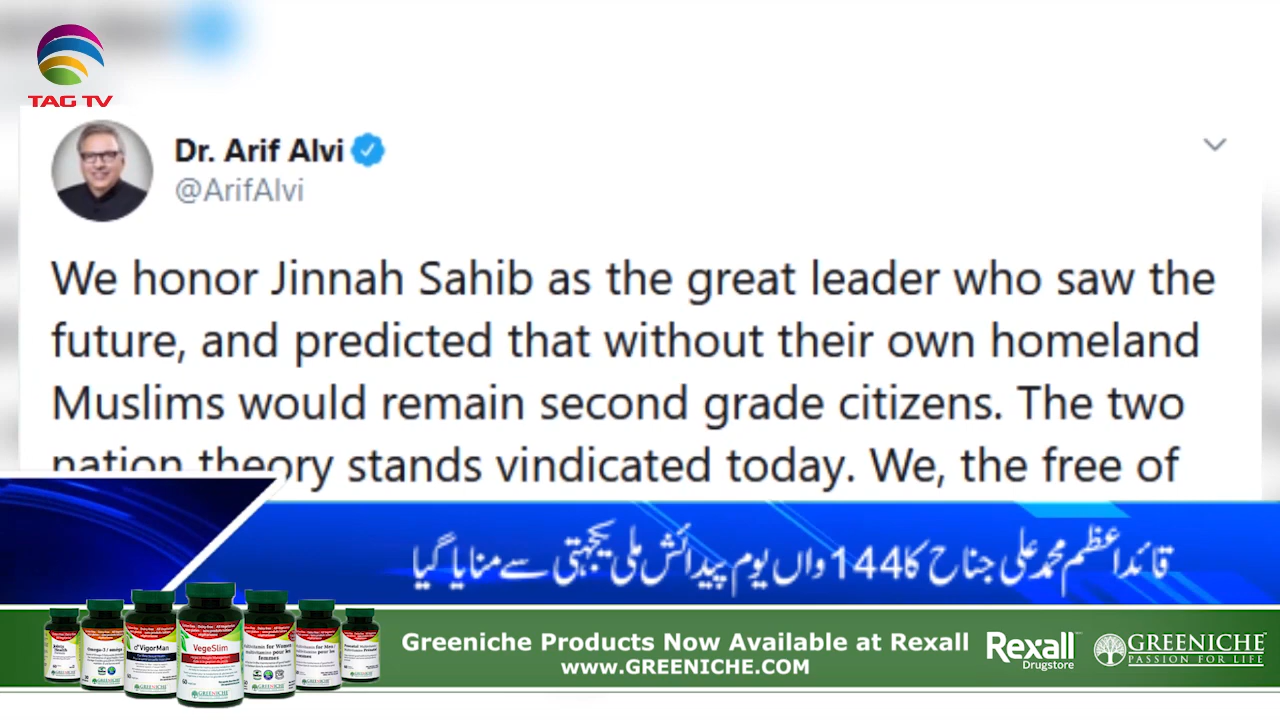 TAG TV
Dr. Arif Alvi
@ArifAlvi
We honor Jinnah Sahib as the great leader who saw the
future, and predicted that without their own homeland
Muslims would remain second grade citizens. The two
nation theory stands vindicated today. We, the free of
قائداعظم محمد علی جناح کا 144 واں یوم پیدائش ملی یکجہتی سے منایا گیا
Greeniche Products Now Available at Rexall
www.GREENICHE.COM
Rexall
Drugstore
GREENICHE
PASSION FOR LIFE
Omega-3
VigorMan
VegeSlim
GREENICHE